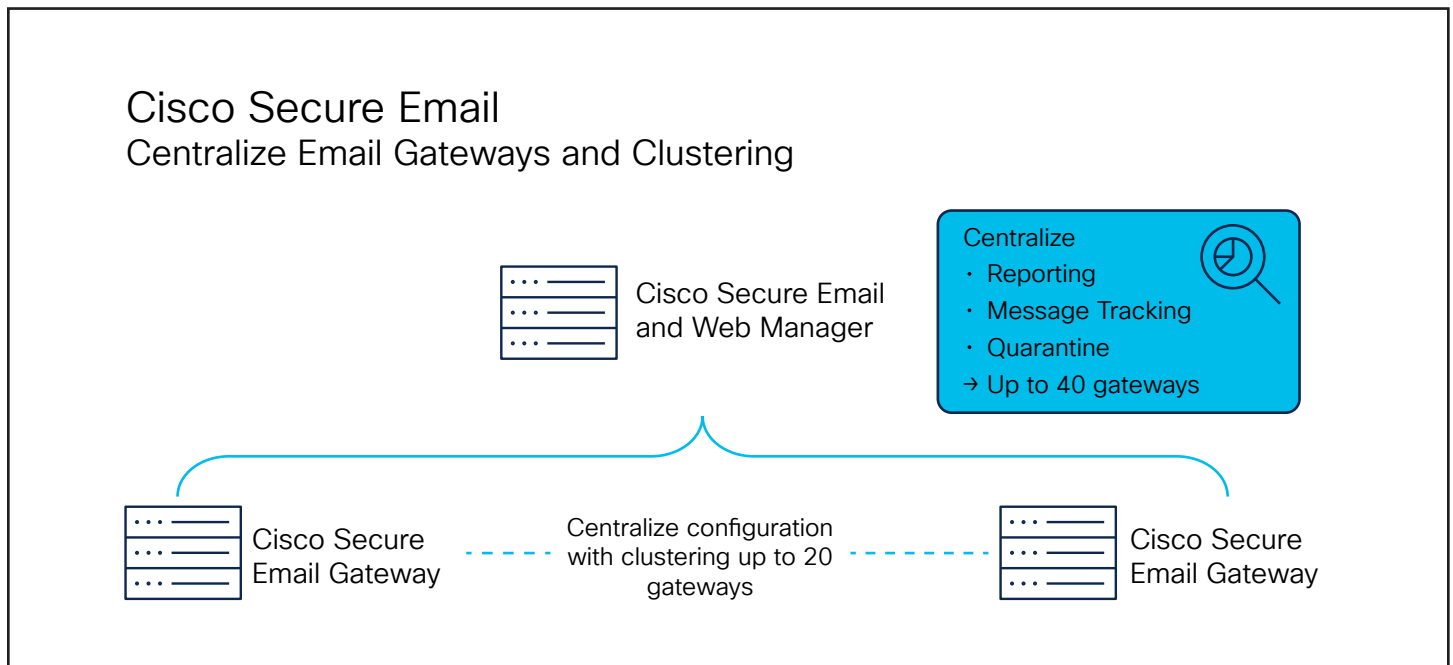 Cisco Secure Email
Centralize Email Gateways and Clustering
Cisco Secure Email
and Web Manager
Centralize
· Reporting
· Message Tracking
· Quarantine
→ Up to 40 gateways
Cisco Secure
Email Gateway
Centralize configuration
with clustering up to 20
gateways
Cisco Secure
Email Gateway